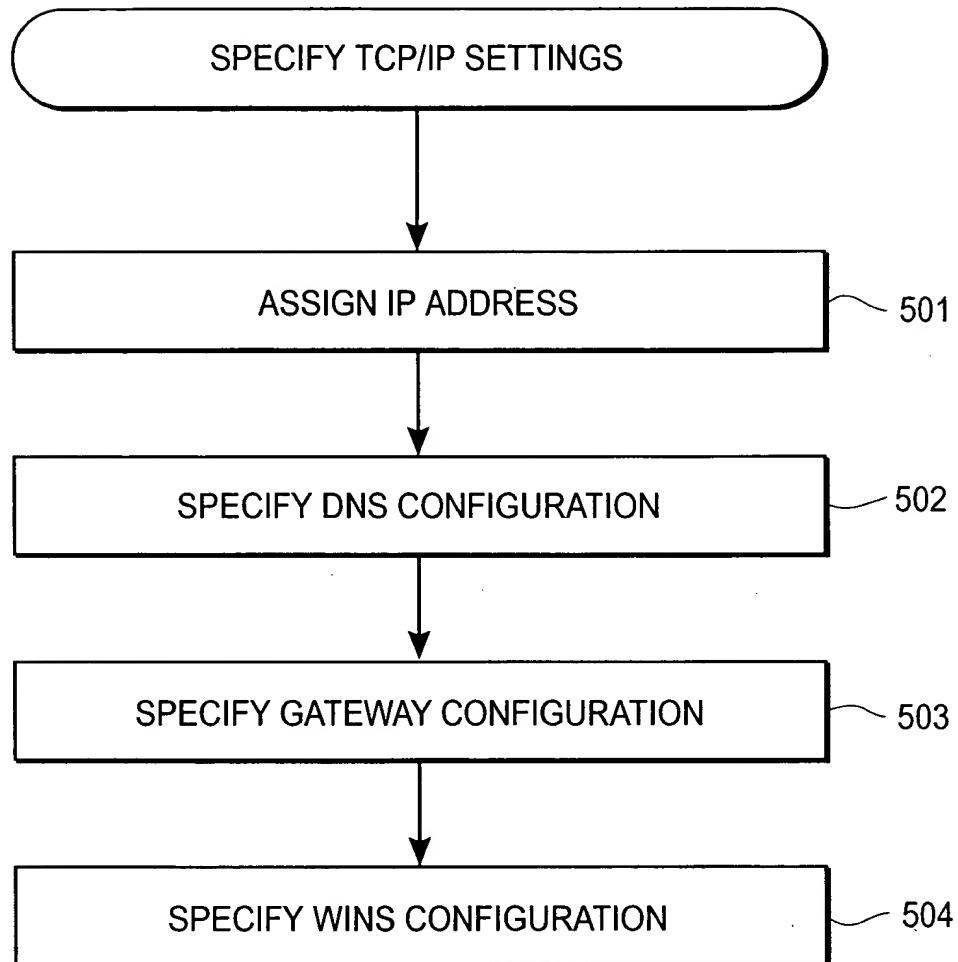 SPECIFY TCP/IP SETTINGS
ASSIGN IP ADDRESS
501
SPECIFY DNS CONFIGURATION
502
SPECIFY GATEWAY CONFIGURATION
503
SPECIFY WINS CONFIGURATION
504